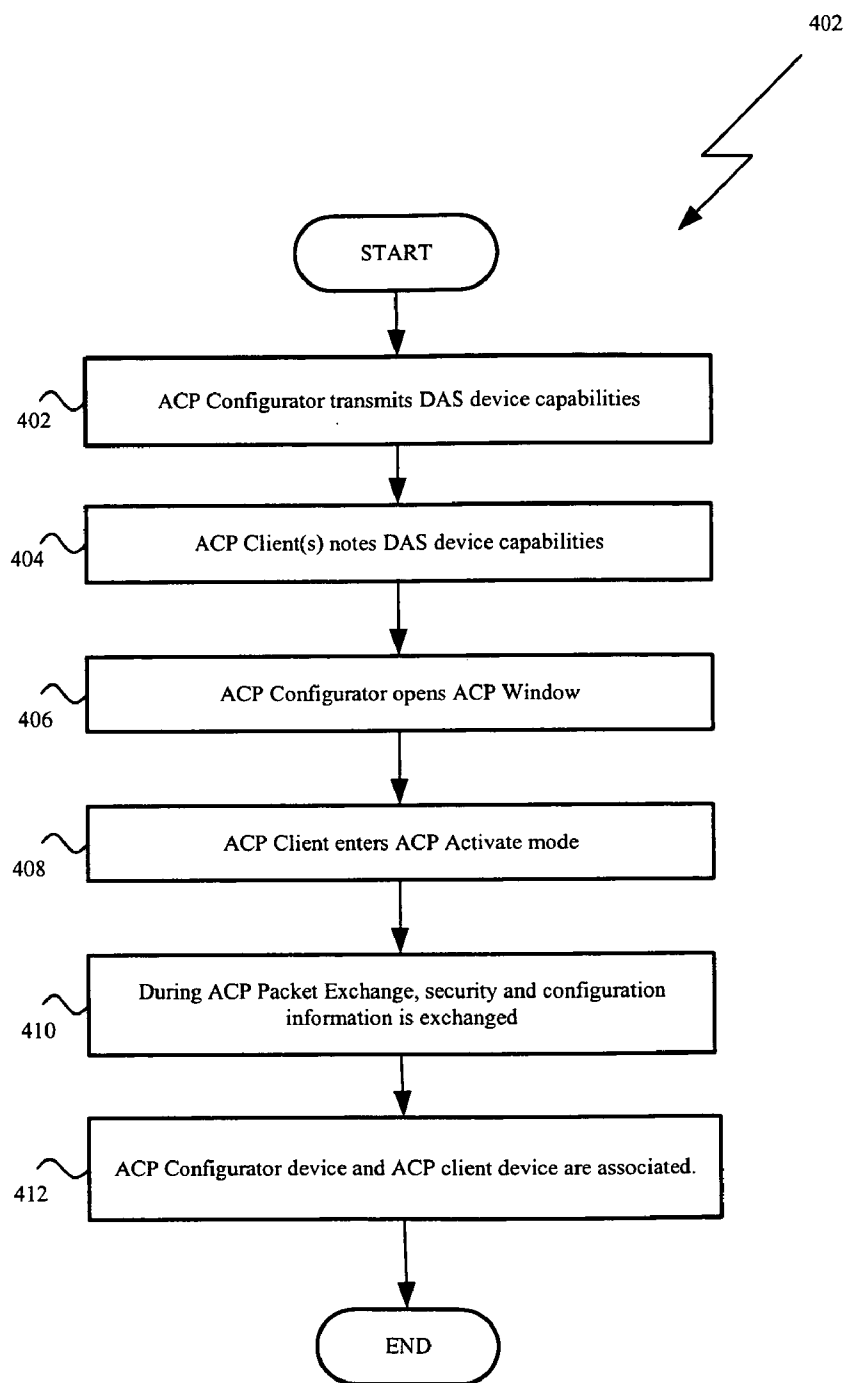 402
START
ACP Configurator transmits DAS device capabilities
402
ACP Client(s) notes DAS device capabilities
404
ACP Configurator opens ACP Window
406
ACP Client enters ACP Activate mode
408
During ACP Packet Exchange, security and configuration
information is exchanged
410
ACP Configurator device and ACP client device are associated.
412
END